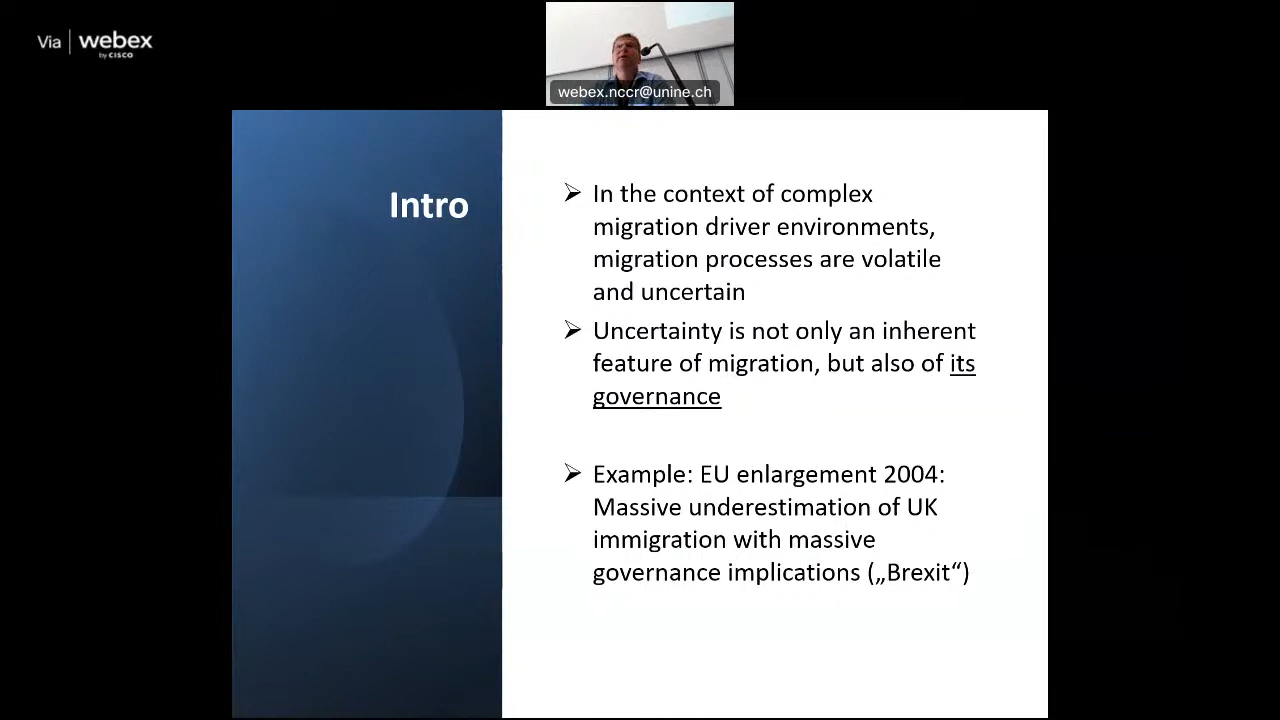 Via webex
by CISCO
webex.nccr@unine.ch
Intro
➢ In the context of complex
migration driver environments,
migration processes are volatile
and uncertain
➢ Uncertainty is not only an inherent
feature of migration, but also of its
governance
➢ Example: EU enlargement 2004:
Massive underestimation of UK
immigration with massive
governance implications („Brexit“)